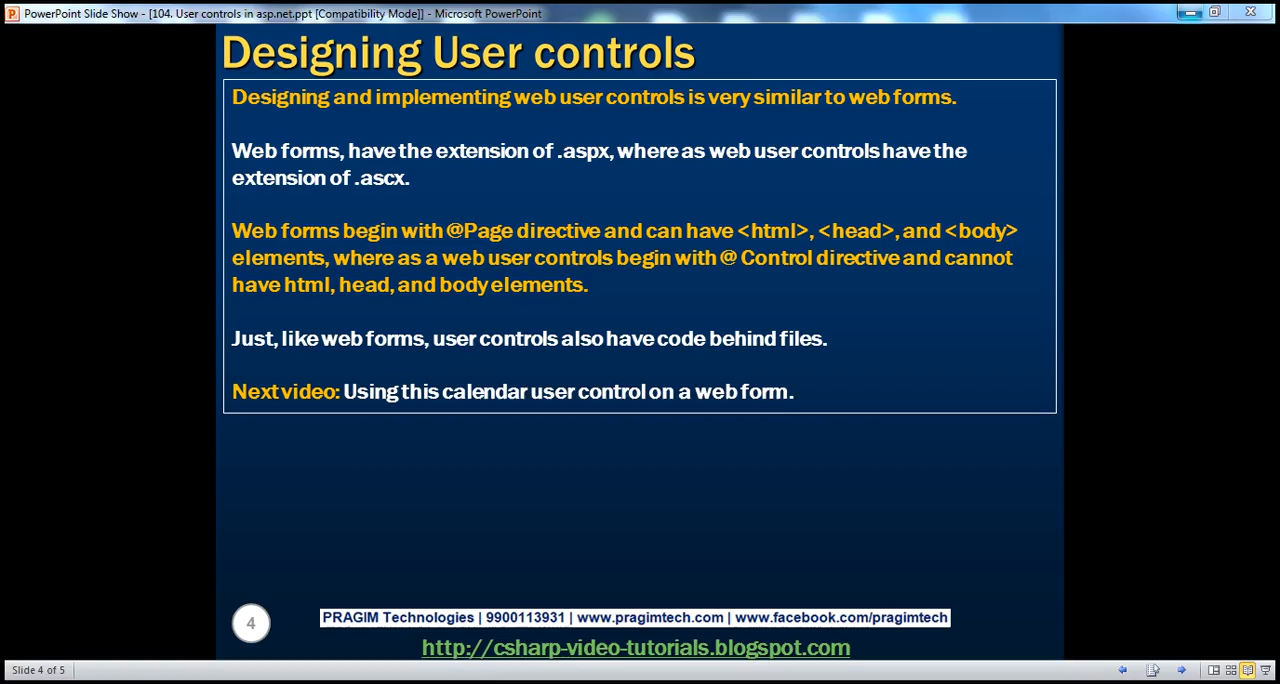 PowerPoint Slide Show - [104. User controls in asp.net.ppt [Compatibility Mode]] - Microsoft PowerPoint
Designing User controls
Designing and implementing web user controls is very similar to web forms.
Web forms, have the extension of .aspx, where as web user controls have the
extension of .ascx.
Web forms begin with @Page directive and can have <html>, <head>, and <body>
elements, where as a web user controls begin with @ Control directive and cannot
have html, head, and body elements.
Just, like web forms, user controls also have code behind files.
Next video: Using this calendar user control on a web form.
4
PRAGIM Technologies | 9900113931 | www.pragimtech.com | www.facebook.com/pragimtech
http://csharp-video-tutorials.blogspot.com
Slide 4 of 5